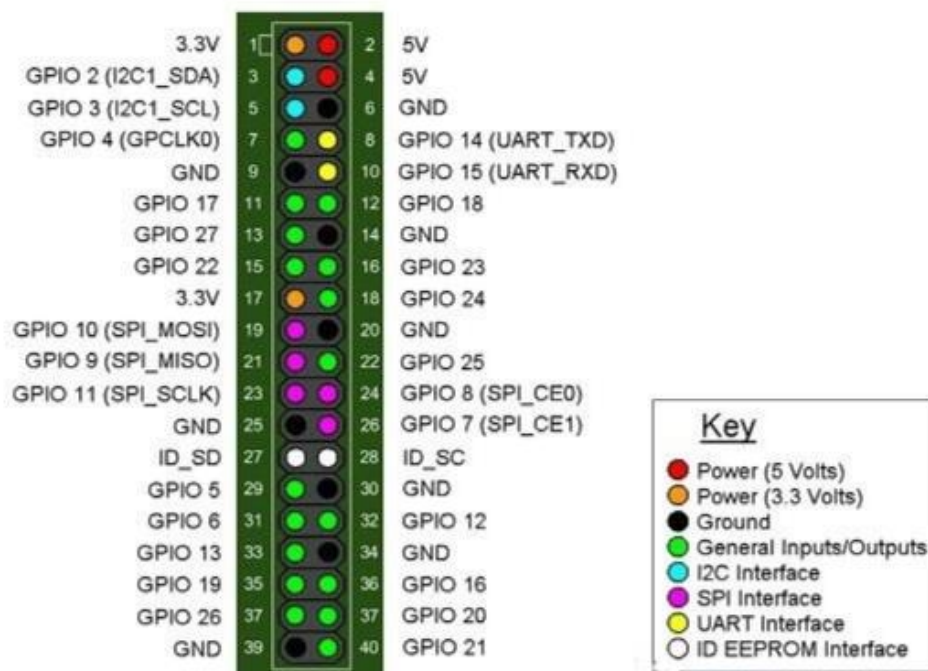 3.3V 1 2 5V
GPIO 2 (I2C1_SDA) 3 4 5V
GPIO 3 (I2C1_SCL) 5 6 GND
GPIO 4 (GPCLK0) 7 8 GPIO 14 (UART_TXD)
GND 9 10 GPIO 15 (UART_RXD)
GPIO 17 11 12 GPIO 18
GPIO 27 13 14 GND
GPIO 22 15 16 GPIO 23
3.3V 17 18 GPIO 24
GPIO 10 (SPI_MOSI) 19 20 GND
GPIO 9 (SPI_MISO) 21 22 GPIO 25
GPIO 11 (SPI_SCLK) 23 24 GPIO 8 (SPI_CE0)
GND 25 26 GPIO 7 (SPI_CE1)
ID_SD 27 28 ID_SC
GPIO 5 29 30 GND
GPIO 6 31 32 GPIO 12
GPIO 13 33 34 GND
GPIO 19 35 36 GPIO 16
GPIO 26 37 37 GPIO 20
GND 39 40 GPIO 21
Key
Power (5 Volts)
Power (3.3 Volts)
Ground
General Inputs/Outputs
I2C Interface
SPI Interface
UART Interface
ID EEPROM Interface